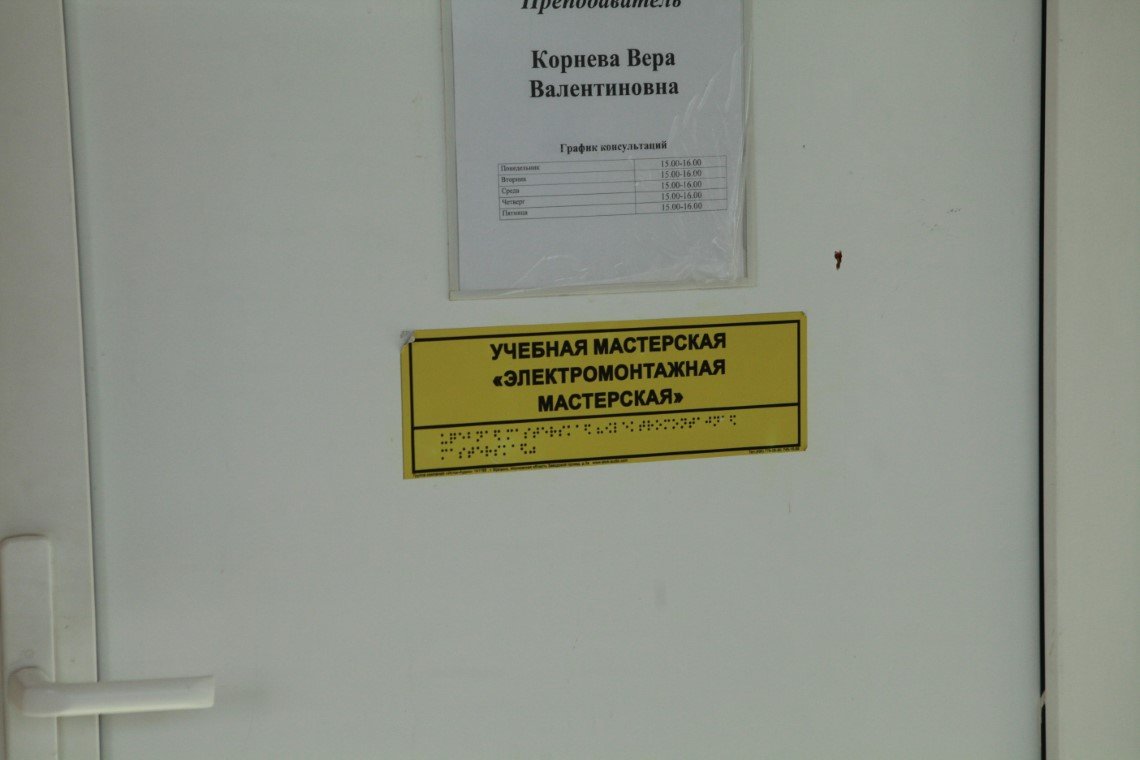 Преподаватель
Корнева Вера
Валентиновна
График консультаций
Понедельник 15.00-16.00
Вторник 15.00-16.00
Среда 15.00-16.00
Четверг 15.00-16.00
Пятница 15.00-16.00
УЧЕБНАЯ МАСТЕРСКАЯ
«ЭЛЕКТРОМОНТАЖНАЯ
МАСТЕРСКАЯ»